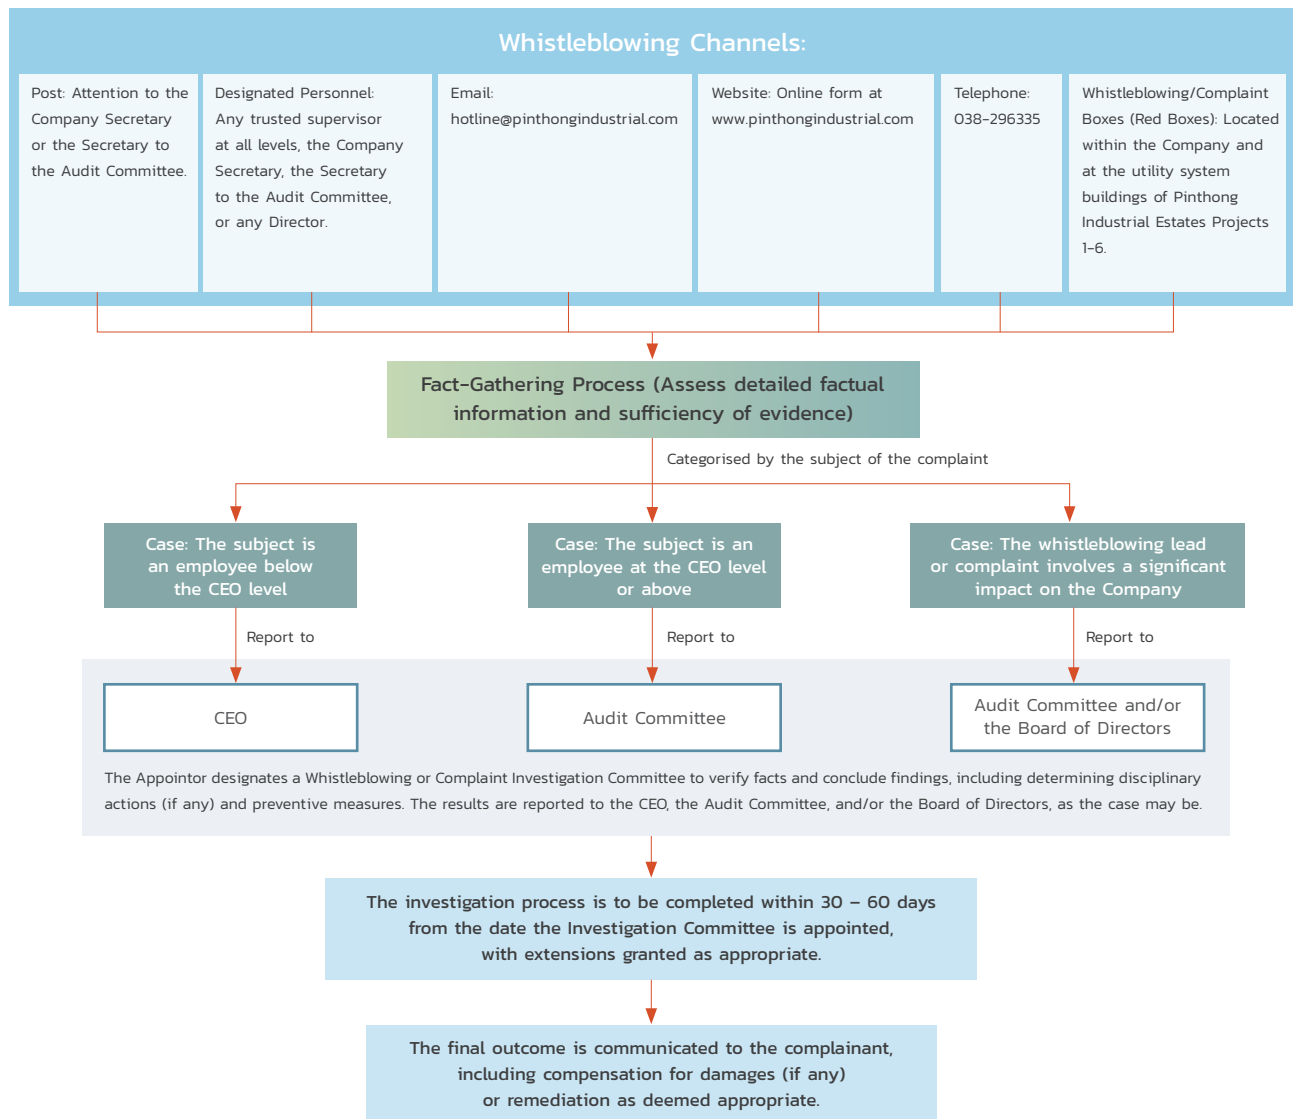 Whistleblowing Channels:
Post: Attention to the
Company Secretary
or the Secretary to
the Audit Committee.
Designated Personnel:
Any trusted supervisor
at all levels, the Company
Secretary, the Secretary
to the Audit Committee,
or any Director.
Email:
hotline@pinthongindustrial.com
Website: Online form at
www.pinthongindustrial.com
Telephone:
038-296335
Whistleblowing/Complaint
Boxes (Red Boxes): Located
within the Company and
at the utility system
buildings of Pinthong
Industrial Estates Projects
1-6.
Fact-Gathering Process (Assess detailed factual
information and sufficiency of evidence)
Categorised by the subject of the complaint
Case: The subject is
an employee below
the CEO level
Case: The subject is an
employee at the CEO level
or above
Case: The whistleblowing lead
or complaint involves a significant
impact on the Company
Report to
Report to
Report to
CEO
Audit Committee
Audit Committee and/or
the Board of Directors
The Appointor designates a Whistleblowing or Complaint Investigation Committee to verify facts and conclude findings, including determining disciplinary
actions (if any) and preventive measures. The results are reported to the CEO, the Audit Committee, and/or the Board of Directors, as the case may be.
The investigation process is to be completed within 30 – 60 days
from the date the Investigation Committee is appointed,
with extensions granted as appropriate.
The final outcome is communicated to the complainant,
including compensation for damages (if any)
or remediation as deemed appropriate.